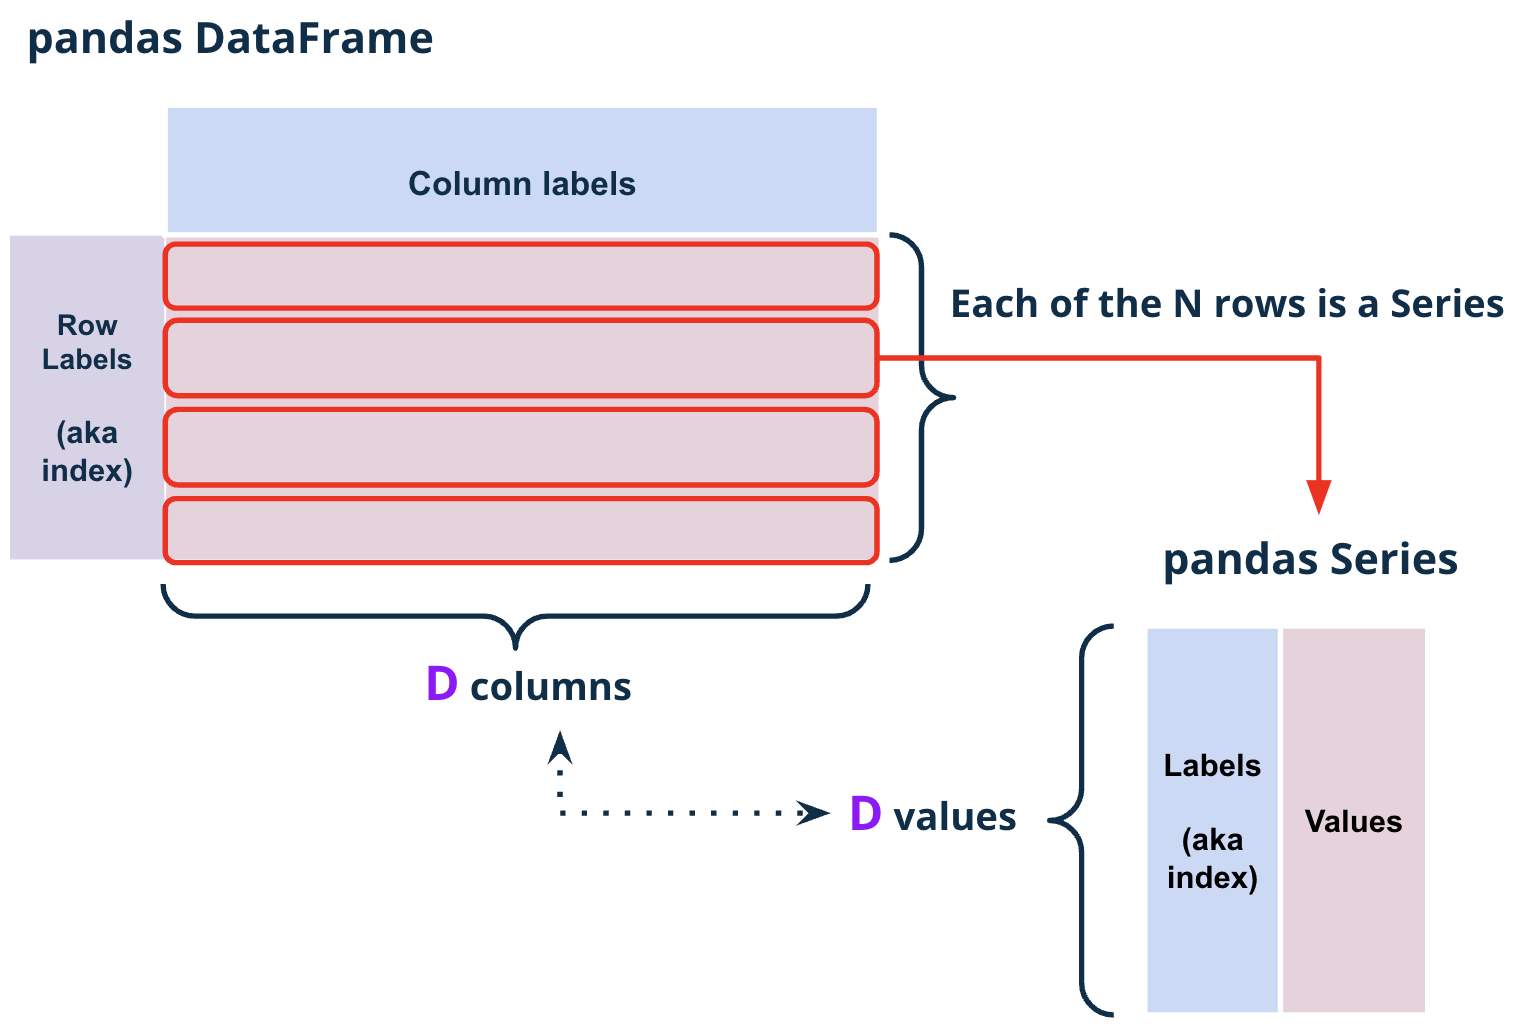 pandas DataFrame
Column labels
Row
Labels
(aka
index)
Each of the N rows is a Series
pandas Series
D columns
D values
Labels
(aka
index)
Values